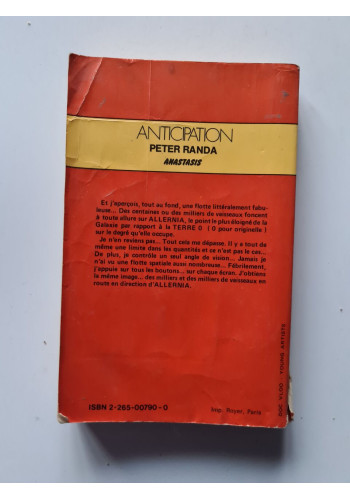 ANTICIPATION
PETER RANDA
ANASTASIS
Et j'aperçois, tout au fond, une flotte littéralement fabu-
leuse... Des centaines ou des milliers de vaisseaux foncent
à toute allure sur ALLERNIA, le point le plus éloigné de la
Galaxie par rapport à la TERRE O ( O pour originelle )
sur le degré qu'elle occupe.
Je n'en reviens pas... Tout cela me dépasse. Il y a tout de
même une limite dans les quantités et ce n'est pas le cas...
De plus, je contrôle un seul angle de vision... Jamais je
n'ai vu une flotte spatiale aussi nombreuse... Fébrilement,
j'appuie sur tous les boutons... sur chaque écran. J'obtiens
la même image... des milliers et des milliers de vaisseaux en
route en direction d'ALLERNIA.
ISBN 2-265-00790-0
Imp. Royer, Paris
YOUNG ARTISTS